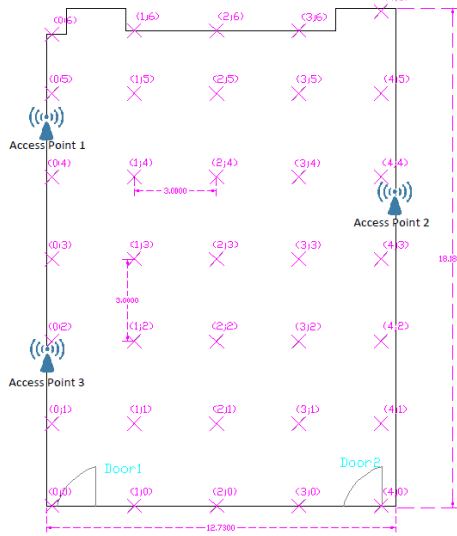 (0;6) (1;6) (2;6) (3;6)
(0;5) (1;5) (2;5) (3;5) (4;5)
Access Point 1
(0;4) (1;4) (2;4) (3;4) (4;4)
3.0000
Access Point 2
(0;3) (1;3) (2;3) (3;3) (4;3)
3.0000
(0;2) (1;2) (2;2) (3;2) (4;2)
Access Point 3
(0;1) (1;1) (2;1) (3;1) (4;1)
Door1 Door2
(0;0) (1;0) (2;0) (3;0) (4;0)
12.7300